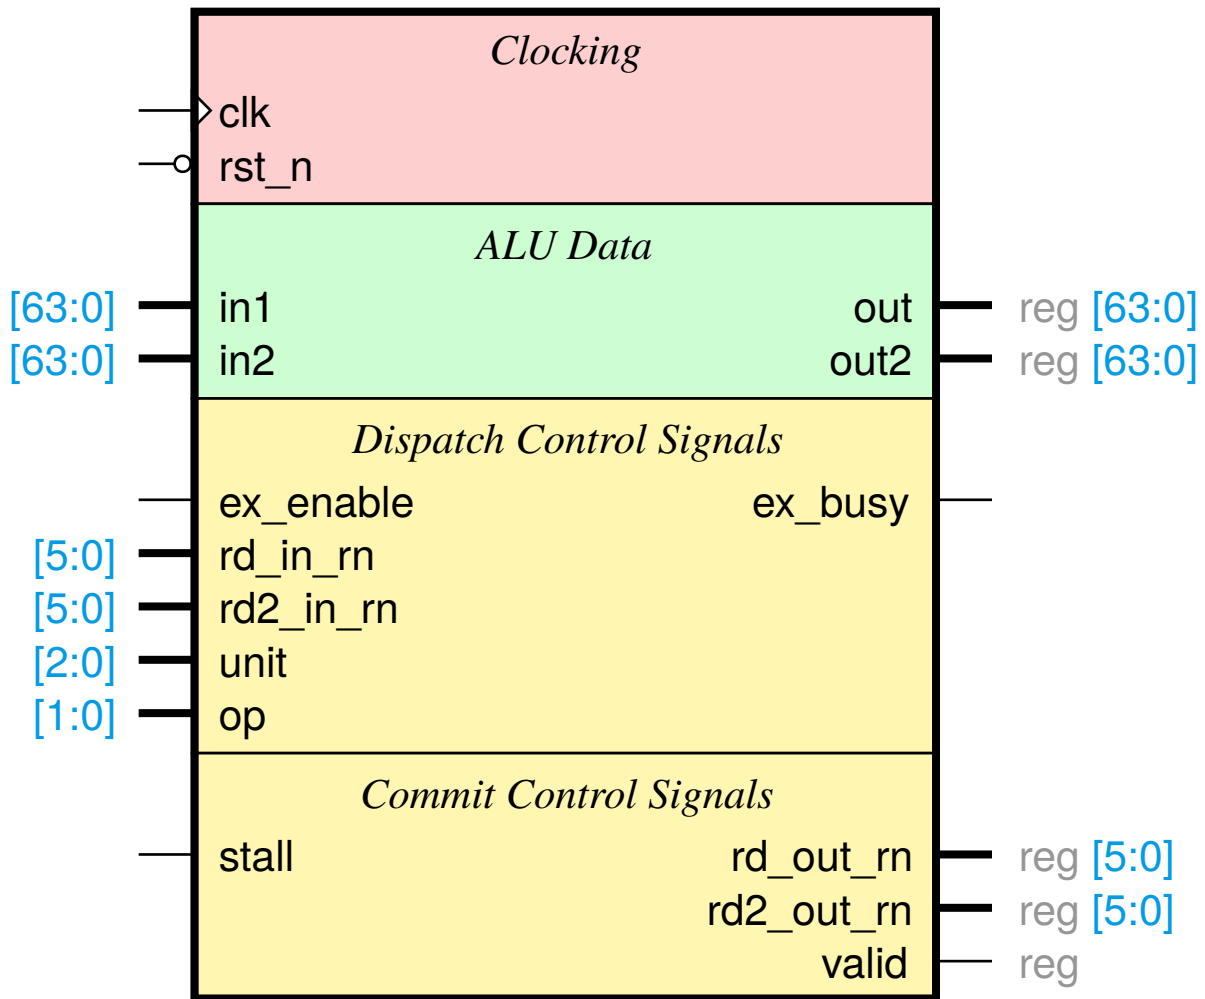 Clocking
clk
rst_n
ALU Data
[63:0] in1 out reg [63:0]
[63:0] in2 out2 reg [63:0]
Dispatch Control Signals
ex_enable ex_busy
[5:0] rd_in_rn
[5:0] rd2_in_rn
[2:0] unit
[1:0] op
Commit Control Signals
stall rd_out_rn reg [5:0]
rd2_out_rn reg [5:0]
valid reg